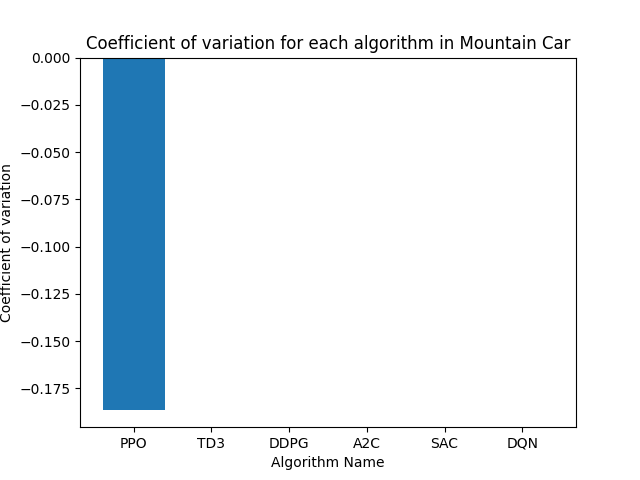 Coefficient of variation for each algorithm in Mountain Car
0.000
−0.025
−0.050
−0.075
−0.100
−0.125
−0.150
−0.175
Coefficient of variation
PPO TD3 DDPG A2C SAC DQN
Algorithm Name